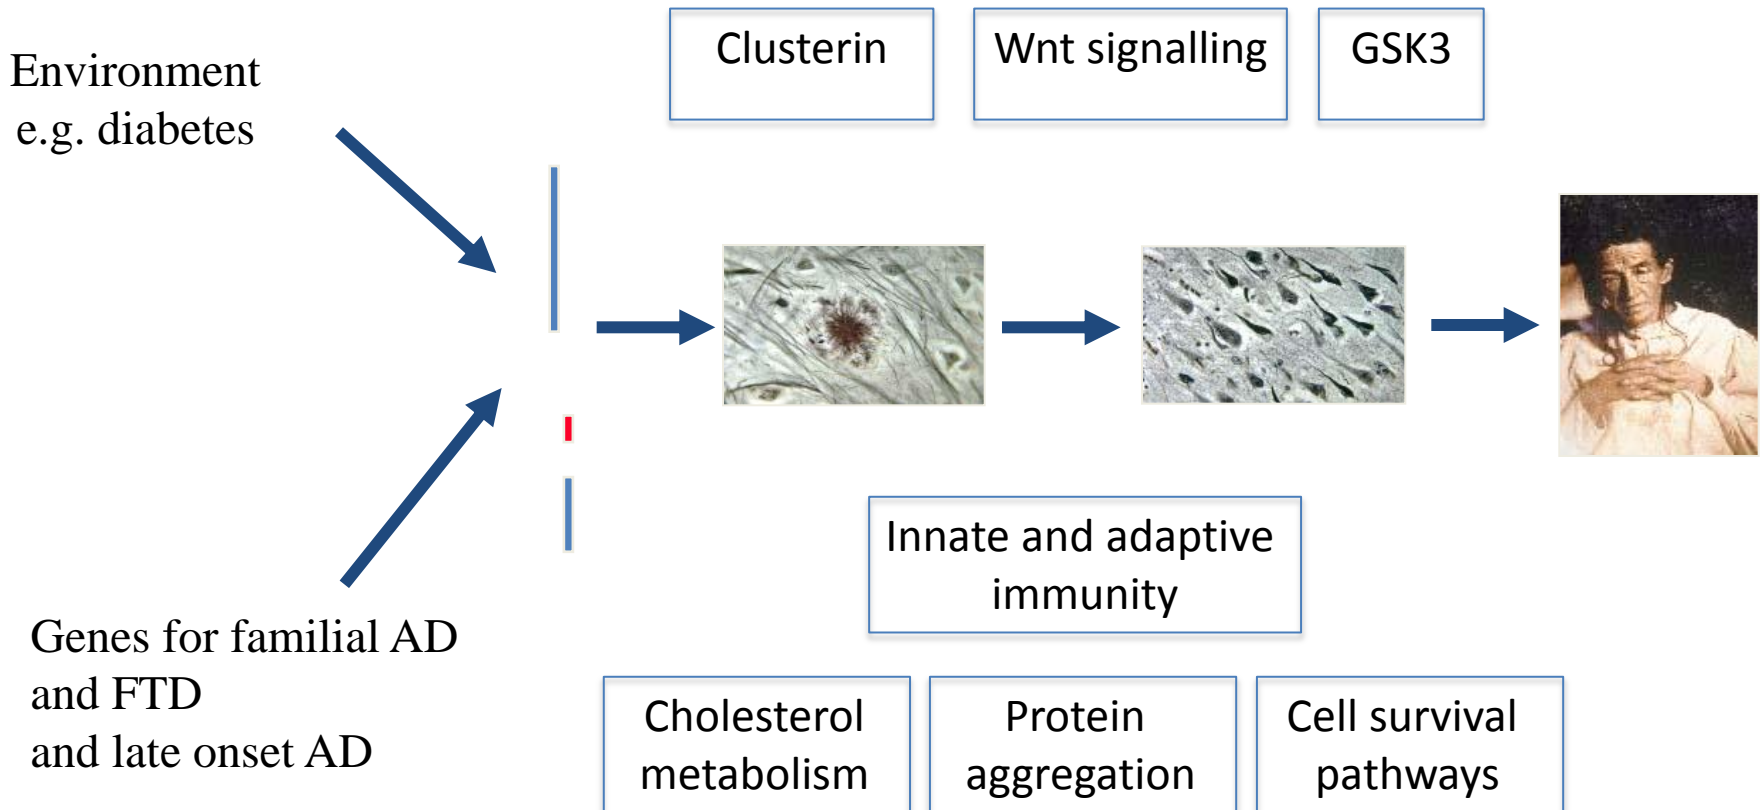 Clusterin
Wnt signalling
GSK3
Environment
e.g. diabetes
Innate and adaptive
immunity
Genes for familial AD
and FTD
and late onset AD
Cholesterol
metabolism
Protein
aggregation
Cell survival
pathways